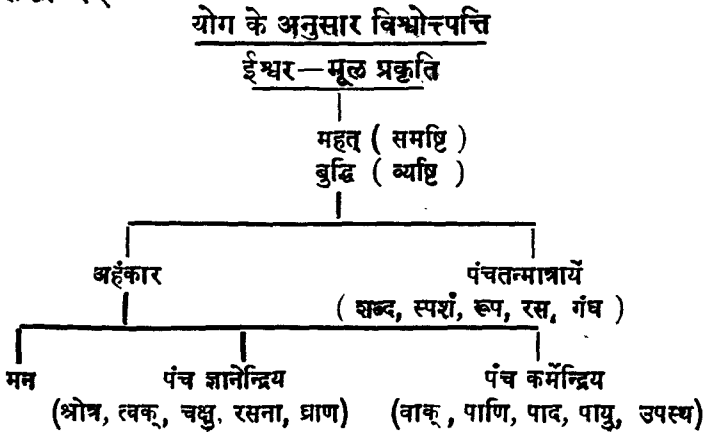 योग के अनुसार विश्वोत्त्पत्ति
ईश्वर—मूल प्रकृति
महत् ( समष्टि )
बुद्धि ( व्यष्टि )
अहंकार पंचतन्मात्रायें
( शब्द, स्पर्श, रूप, रस, गंध )
मन पंच ज्ञानेन्द्रिय पंच कर्मेन्द्रिय
(श्रोत्र, त्वक्, चक्षु, रसना, घ्राण) (वाक्, पाणि, पाद, पायु, उपस्थ)